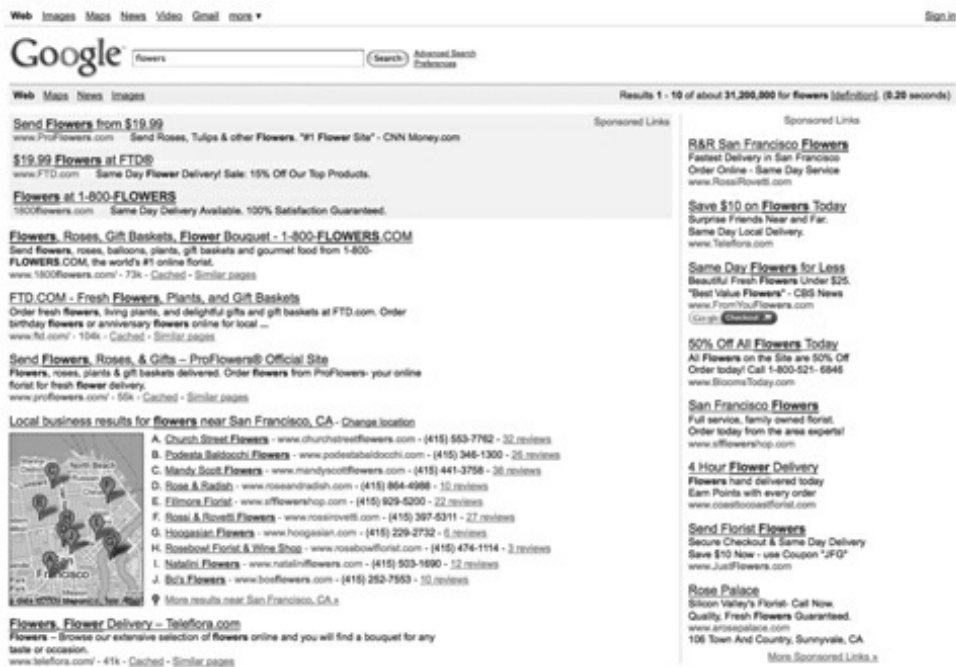 Web Images Maps News Video Gmail more ▼
Sign in
Google
flowers
Search
Advanced Search
Preferences
Web Maps News Images
Results 1 - 10 of about 31,200,000 for flowers [definition]. (0.20 seconds)
Send Flowers from $19.99
Sponsored Links
www.ProFlowers.com Send Roses, Tulips & other Flowers. "#1 Flower Site" - CNN Money.com
$19.99 Flowers at FTD®
www.FTD.com Same Day Flower Delivery! Sale: 15% Off Our Top Products.
Flowers at 1-800-FLOWERS
1800flowers.com Same Day Delivery Available. 100% Satisfaction Guaranteed.
Flowers, Roses, Gift Baskets, Flower Bouquet - 1-800-FLOWERS.COM
Send flowers, roses, balloons, plants, gift baskets and gourmet food from 1-800-
FLOWERS.COM, the world's #1 online florist.
www.1800flowers.com/ - 73k - Cached - Similar pages
FTD.COM - Fresh Flowers, Plants, and Gift Baskets
Order fresh flowers, living plants, and delightful gifts and gift baskets at FTD.com. Order
birthday flowers or anniversary flowers online for local ...
www.ftd.com/ - 104k - Cached - Similar pages
Send Flowers, Roses, & Gifts – ProFlowers® Official Site
Flowers, roses, plants & gift baskets delivered. Order flowers from ProFlowers- your online
florist for fresh flower delivery.
www.proflowers.com/ - 55k - Cached - Similar pages
Local business results for flowers near San Francisco, CA - Change location
A. Church Street Flowers - www.churchstreetflowers.com - (415) 553-7762 - 32 reviews
B. Podesta Baldocchi Flowers - www.podestabaldocchi.com - (415) 346-1300 - 26 reviews
C. Mandy Scott Flowers - www.mandyscottflowers.com - (415) 441-3758 - 38 reviews
D. Rose & Radish - www.roseandradish.com - (415) 864-4988 - 10 reviews
E. Fillmore Florist - www.sfflowershop.com - (415) 929-5200 - 22 reviews
F. Rossi & Rovetti Flowers - www.rossirovetti.com - (415) 397-5311 - 27 reviews
G. Hoogasian Flowers - www.hoogasian.com - (415) 229-2732 - 6 reviews
H. Rosebowl Florist & Wine Shop - www.rosebowlflorist.com - (415) 474-1114 - 3 reviews
I. Natalini Flowers - www.nataliniflowers.com - (415) 503-1690 - 12 reviews
J. Bo's Flowers - www.bosflowers.com - (415) 252-7553 - 10 reviews
More results near San Francisco, CA »
North Beach
San
Francisco
Mission
Flowers, Flower Delivery – Teleflora.com
Flowers – Browse our extensive selection of flowers online and you will find a bouquet for any
taste or occasion.
www.teleflora.com/ - 41k - Cached - Similar pages
Sponsored Links
R&R San Francisco Flowers
Fastest Delivery in San Francisco
Order Online - Same Day Service
www.RossiRovetti.com
Save $10 on Flowers Today
Surprise Friends Near and Far.
Same Day Local Delivery.
www.Teleflora.com
Same Day Flowers for Less
Beautiful Fresh Flowers Under $25.
"Best Value Flowers" - CBS News
www.FromYouFlowers.com
Google Checkout
50% Off All Flowers Today
All Flowers on the Site are 50% Off
Order today! Call 1-800-521- 6846
www.BloomsToday.com
San Francisco Flowers
Full service, family owned florist.
Order today from the area experts!
www.sfflowershop.com
4 Hour Flower Delivery
Flowers hand delivered today
Earn Points with every order
www.coasttocoastflorist.com
Send Florist Flowers
Secure Checkout & Same Day Delivery
Save $10 Now - use Coupon "JFG"
www.JustFlowers.com
Rose Palace
Silicon Valley's Florist- Call Now.
Quality, Fresh Flowers Guaranteed.
www.arosepalace.com
106 Town And Country, Sunnyvale, CA
More Sponsored Links »